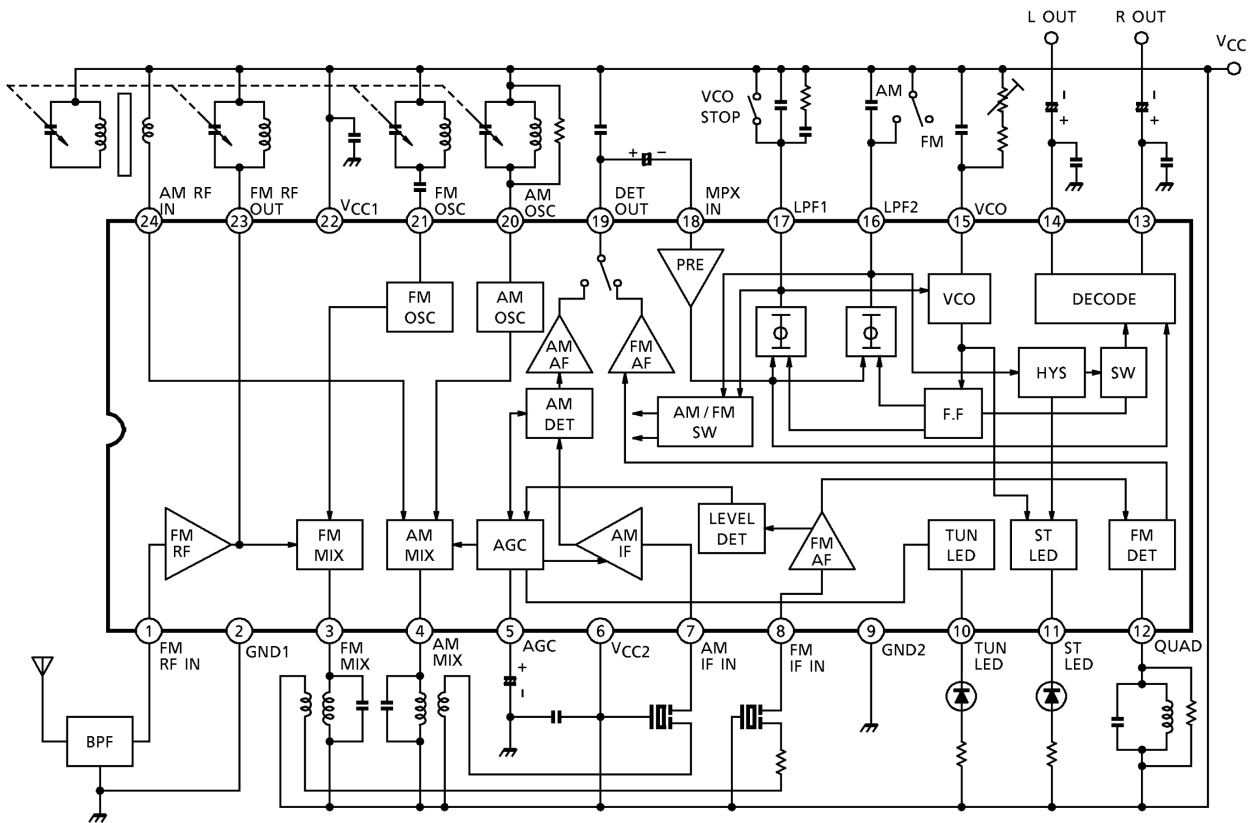 L OUT
R OUT
VCC
VCO
STOP
AM
FM
+
−
−
+
−
+
AM RF
IN
FM RF
OUT
VCC1
FM
OSC
AM
OSC
DET
OUT
MPX
IN
LPF1
LPF2
VCO
24
23
22
21
20
19
18
17
16
15
14
13
PRE
FM
OSC
AM
OSC
VCO
DECODE
AM
AF
FM
AF
HYS
SW
AM
DET
AM / FM
SW
F.F
FM
RF
FM
MIX
AM
MIX
AGC
AM
IF
LEVEL
DET
FM
AF
TUN
LED
ST
LED
FM
DET
1
2
3
4
5
6
7
8
9
10
11
12
FM
RF IN
GND1
FM
MIX
AM
MIX
AGC
VCC2
AM
IF IN
FM
IF IN
GND2
TUN
LED
ST
LED
QUAD
+
−
BPF